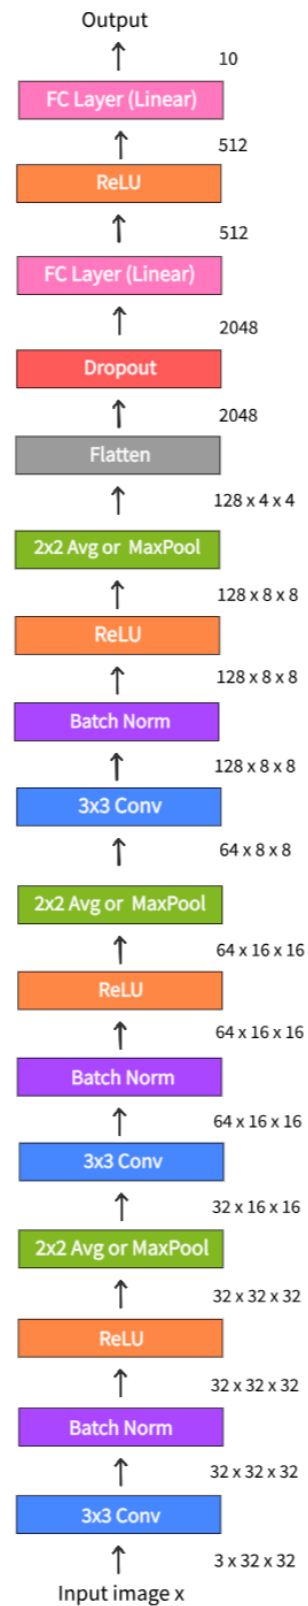 Output
10
FC Layer (Linear)
512
ReLU
512
FC Layer (Linear)
2048
Dropout
2048
Flatten
128 x 4 x 4
2x2 Avg or MaxPool
128 x 8 x 8
ReLU
128 x 8 x 8
Batch Norm
128 x 8 x 8
3x3 Conv
64 x 8 x 8
2x2 Avg or MaxPool
64 x 16 x 16
ReLU
64 x 16 x 16
Batch Norm
64 x 16 x 16
3x3 Conv
32 x 16 x 16
2x2 Avg or MaxPool
32 x 32 x 32
ReLU
32 x 32 x 32
Batch Norm
32 x 32 x 32
3x3 Conv
3 x 32 x 32
Input image x